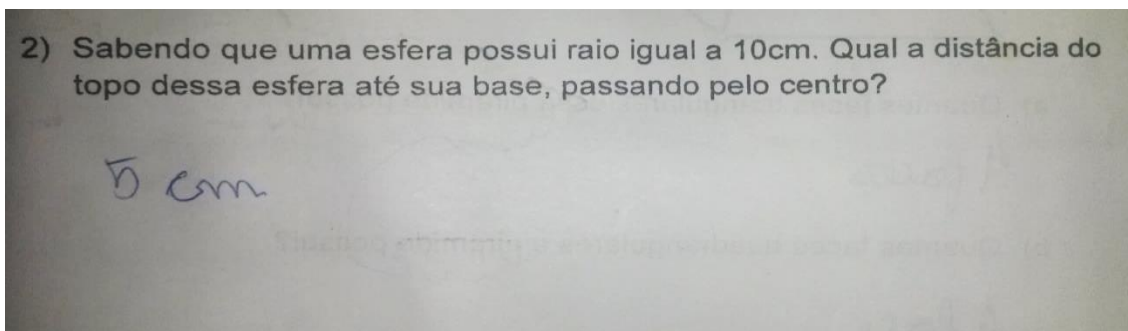 2) Sabendo que uma esfera possui raio igual a 10cm. Qual a distância do
topo dessa esfera até sua base, passando pelo centro?
5 cm